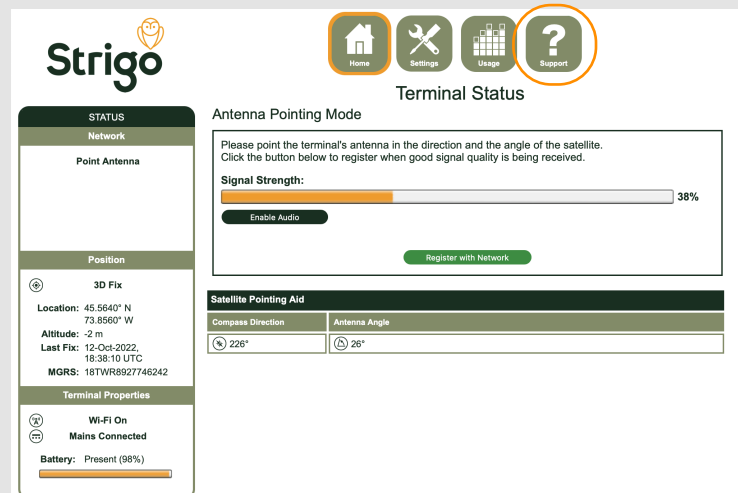 Strigo
Home
Settings
Usage
?
Support
Terminal Status
STATUS
Network
Point Antenna
Position
3D Fix
Location: 45.5640° N
73.8560° W
Altitude: -2 m
Last Fix: 12-Oct-2022,
18:38:10 UTC
MGRS: 18TWR8927746242
Terminal Properties
Wi-Fi On
Mains Connected
Battery: Present (98%)
Antenna Pointing Mode
Please point the terminal's antenna in the direction and the angle of the satellite.
Click the button below to register when good signal quality is being received.
Signal Strength:
38%
Enable Audio
Register with Network
Satellite Pointing Aid
Compass Direction
Antenna Angle
226°
26°